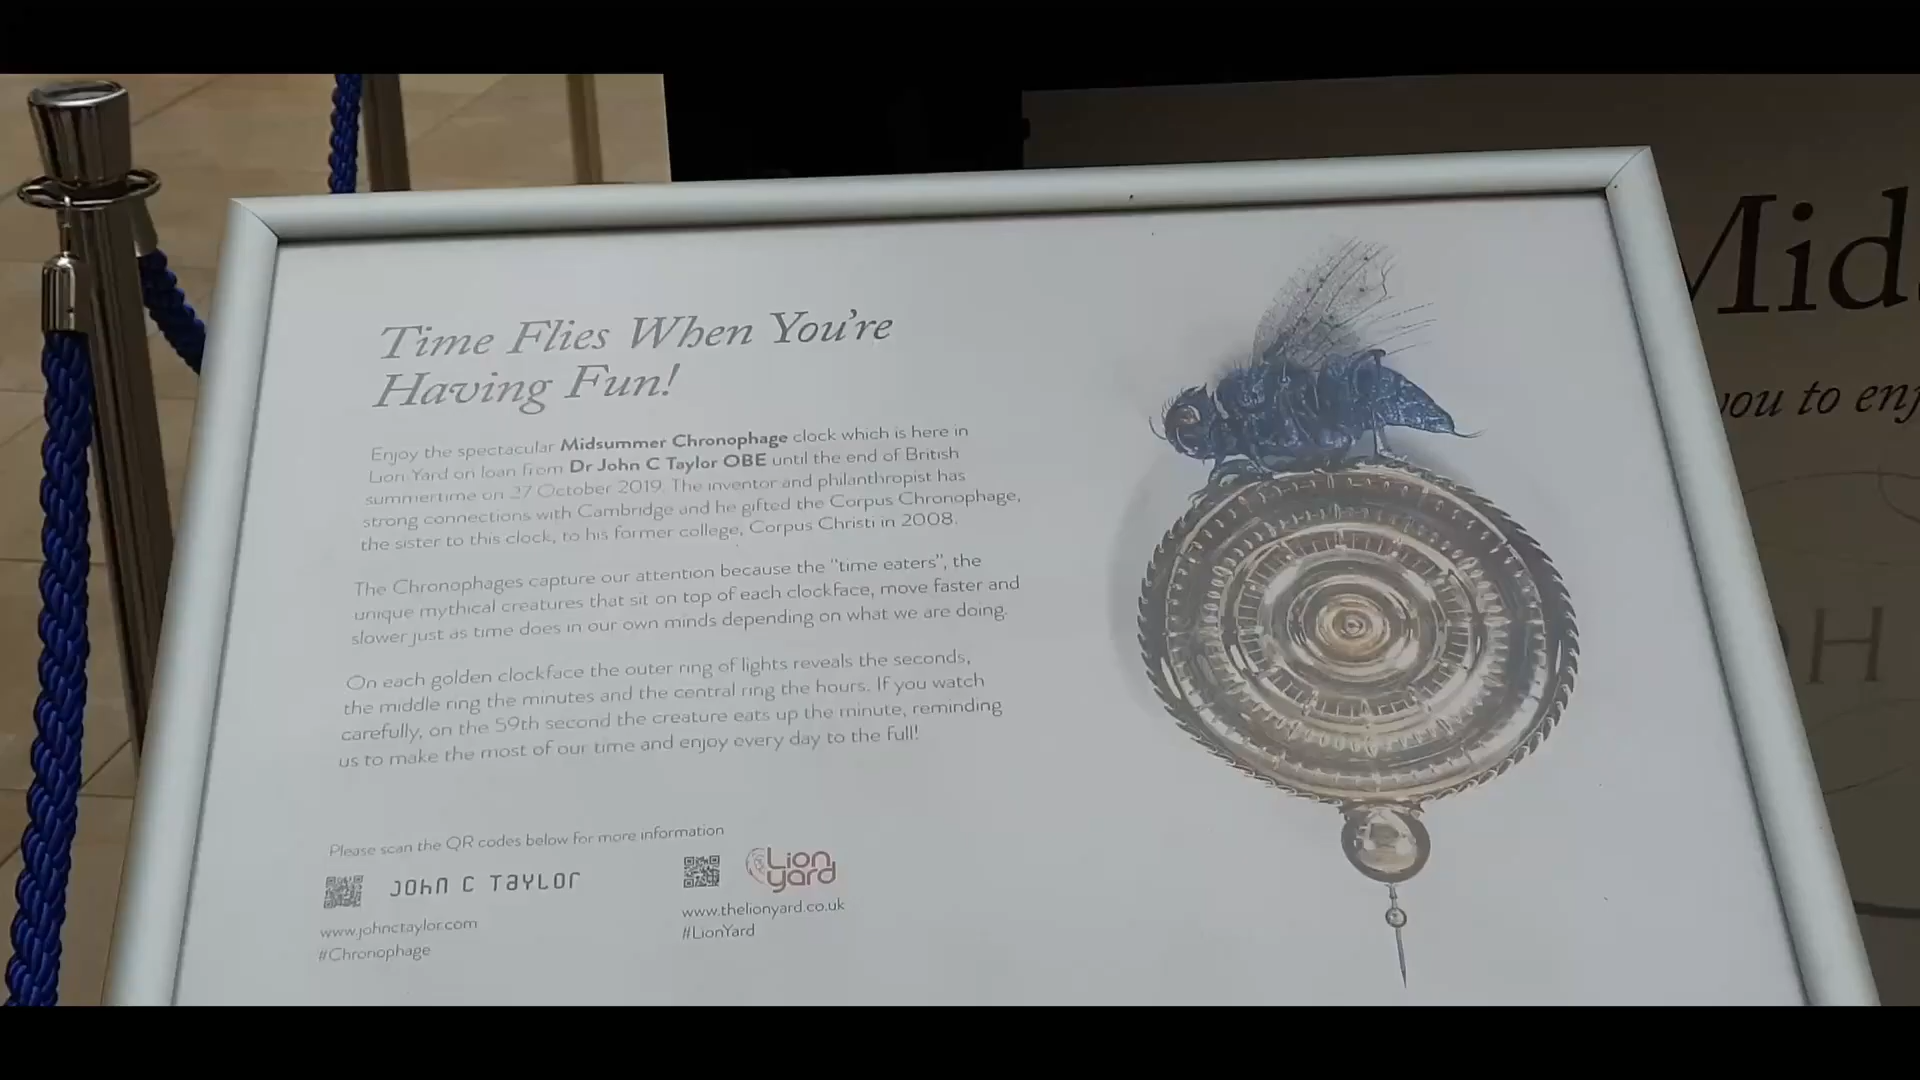 Time Flies When You're
Having Fun!
Enjoy the spectacular Midsummer Chronophage clock which is here in
Lion Yard on loan from Dr John C Taylor OBE until the end of British
summertime on 27 October 2019. The inventor and philanthropist has
strong connections with Cambridge and he gifted the Corpus Chronophage,
the sister to this clock, to his former college, Corpus Christi in 2008.
The Chronophages capture our attention because the "time eaters", the
unique mythical creatures that sit on top of each clockface, move faster and
slower just as time does in our own minds depending on what we are doing.
On each golden clockface the outer ring of lights reveals the seconds,
the middle ring the minutes and the central ring the hours. If you watch
carefully, on the 59th second the creature eats up the minute, reminding
us to make the most of our time and enjoy every day to the full!
Please scan the QR codes below for more information
JOHN C TAYLOR
www.johnctaylor.com
#Chronophage
Lion
yard
www.thelionyard.co.uk
#LionYard
Mids
you to enj